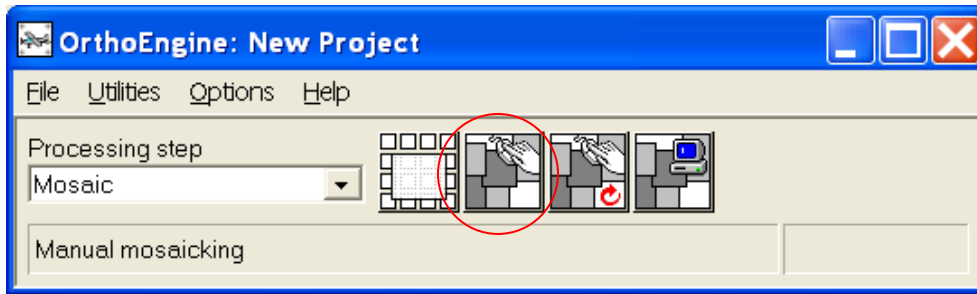 OrthoEngine: New Project
File Utilities Options Help
Processing step
Mosaic
Manual mosaicking